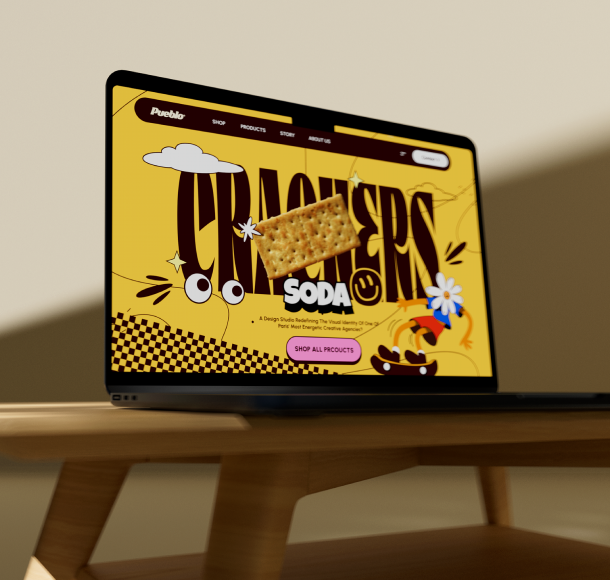 Pueblo
SHOP PRODUCTS STORY ABOUT US
CRACKERS
SODA
A Design Studio Redefining The Visual Identity Of One Of
Paris' Most Energetic Creative Agencies!
SHOP ALL PRODUCTS